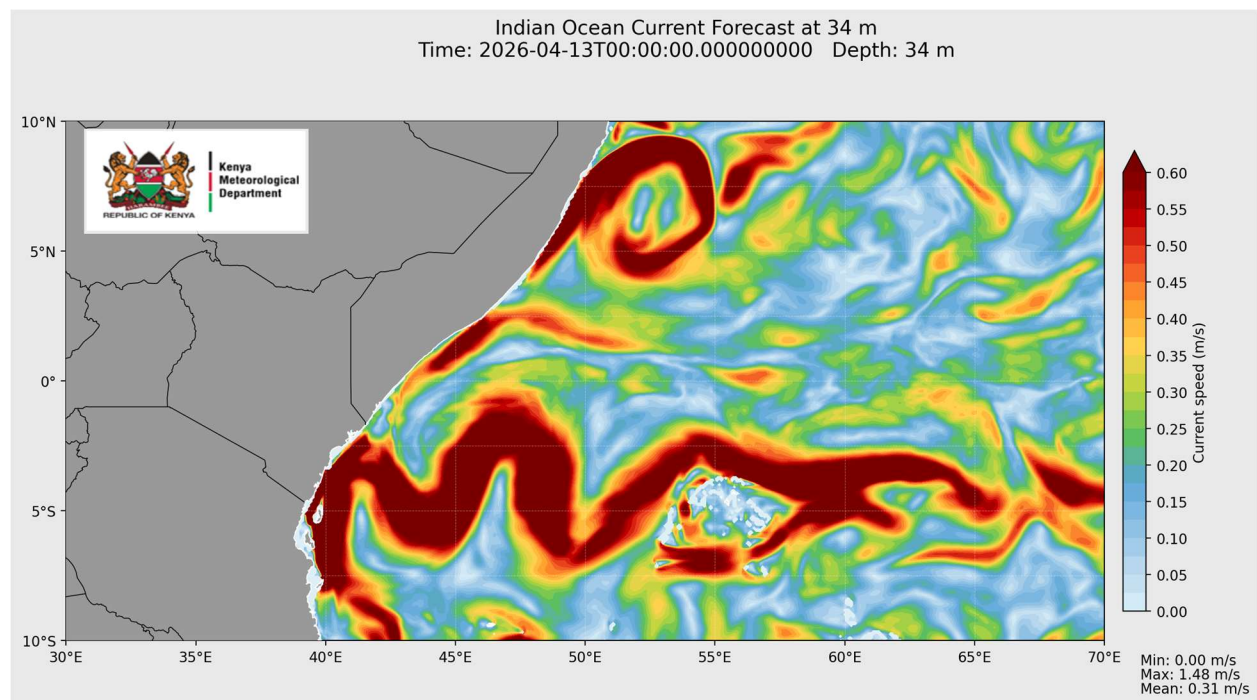 Indian Ocean Current Forecast at 34 m
Time: 2026-04-13T00:00:00.000000000   Depth: 34 m
10°N
5°N
0°
5°S
10°S
30°E
35°E
40°E
45°E
50°E
55°E
60°E
65°E
70°E
Kenya
Meteorological
Department
REPUBLIC OF KENYA
0.60
0.55
0.50
0.45
0.40
0.35
0.30
0.25
0.20
0.15
0.10
0.05
0.00
Current speed (m/s)
Min: 0.00 m/s
Max: 1.48 m/s
Mean: 0.31 m/s